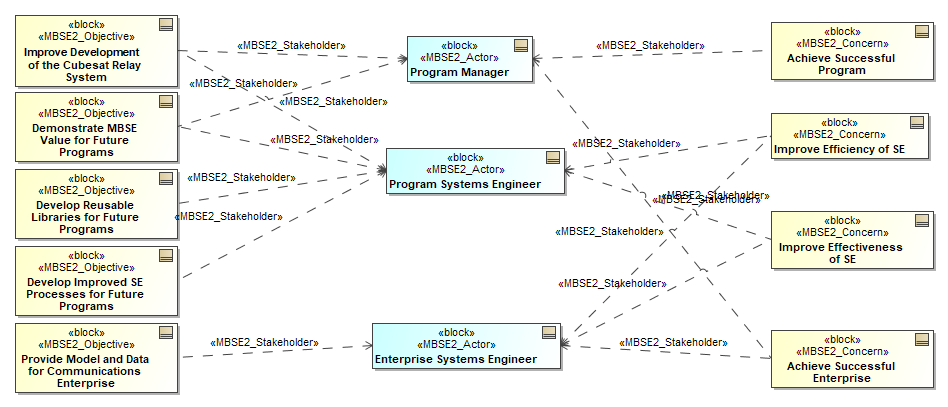 «block»
«MBSE2_Objective»
Improve Development
of the Cubesat Relay
System
«block»
«MBSE2_Objective»
Demonstrate MBSE
Value for Future
Programs
«block»
«MBSE2_Objective»
Develop Reusable
Libraries for Future
Programs
«block»
«MBSE2_Objective»
Develop Improved SE
Processes for Future
Programs
«block»
«MBSE2_Objective»
Provide Model and Data
for Communications
Enterprise
«MBSE2_Stakeholder»
«MBSE2_Stakeholder»
«MBSE2_Stakeholder»
«MBSE2_Stakeholder»
«MBSE2_Stakeholder»
«MBSE2_Stakeholder»
«MBSE2_Stakeholder»
«block»
«MBSE2_Actor»
Program Manager
«block»
«MBSE2_Actor»
Program Systems Engineer
«block»
«MBSE2_Actor»
Enterprise Systems Engineer
«MBSE2_Stakeholder»
«MBSE2_Stakeholder»
«MBSE2_Stakeholder»
«MBSE2_Stakeholder»
«MBSE2_Stakeholder»
«MBSE2_Stakeholder»
«MBSE2_Stakeholder»
«block»
«MBSE2_Concern»
Achieve Successful
Program
«block»
«MBSE2_Concern»
Improve Efficiency of SE
«block»
«MBSE2_Concern»
Improve Effectiveness
of SE
«block»
«MBSE2_Concern»
Achieve Successful
Enterprise